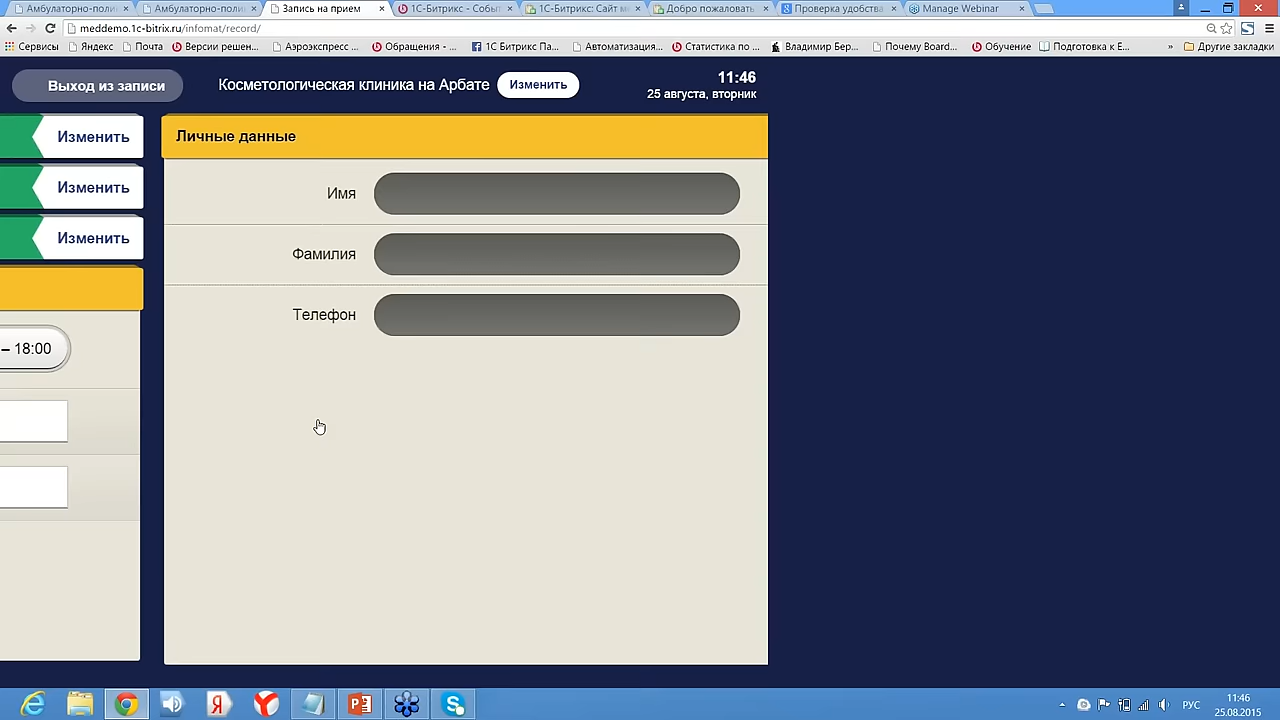 Амбулаторно-поли
Амбулаторно-поли
Запись на прием
1С-Битрикс - Событ
1С-Битрикс: Сайт м
Добро пожаловать
Проверка удобства
Manage Webinar
meddemo.1c-bitrix.ru/infomat/record/
Сервисы
Яндекс
Почта
Версии решен...
Аэроэкспресс ...
Обращения - ...
1С Битрикс Па...
Автоматизация...
Статистика по ...
Владимир Бер...
Почему Board...
Обучение
Подготовка к Е...
»
Другие закладки
Выход из записи
Косметологическая клиника на Арбате
Изменить
11:46
25 августа, вторник
Изменить
Изменить
Изменить
– 18:00
Личные данные
Имя
Фамилия
Телефон
РУС
11:46
25.08.2015